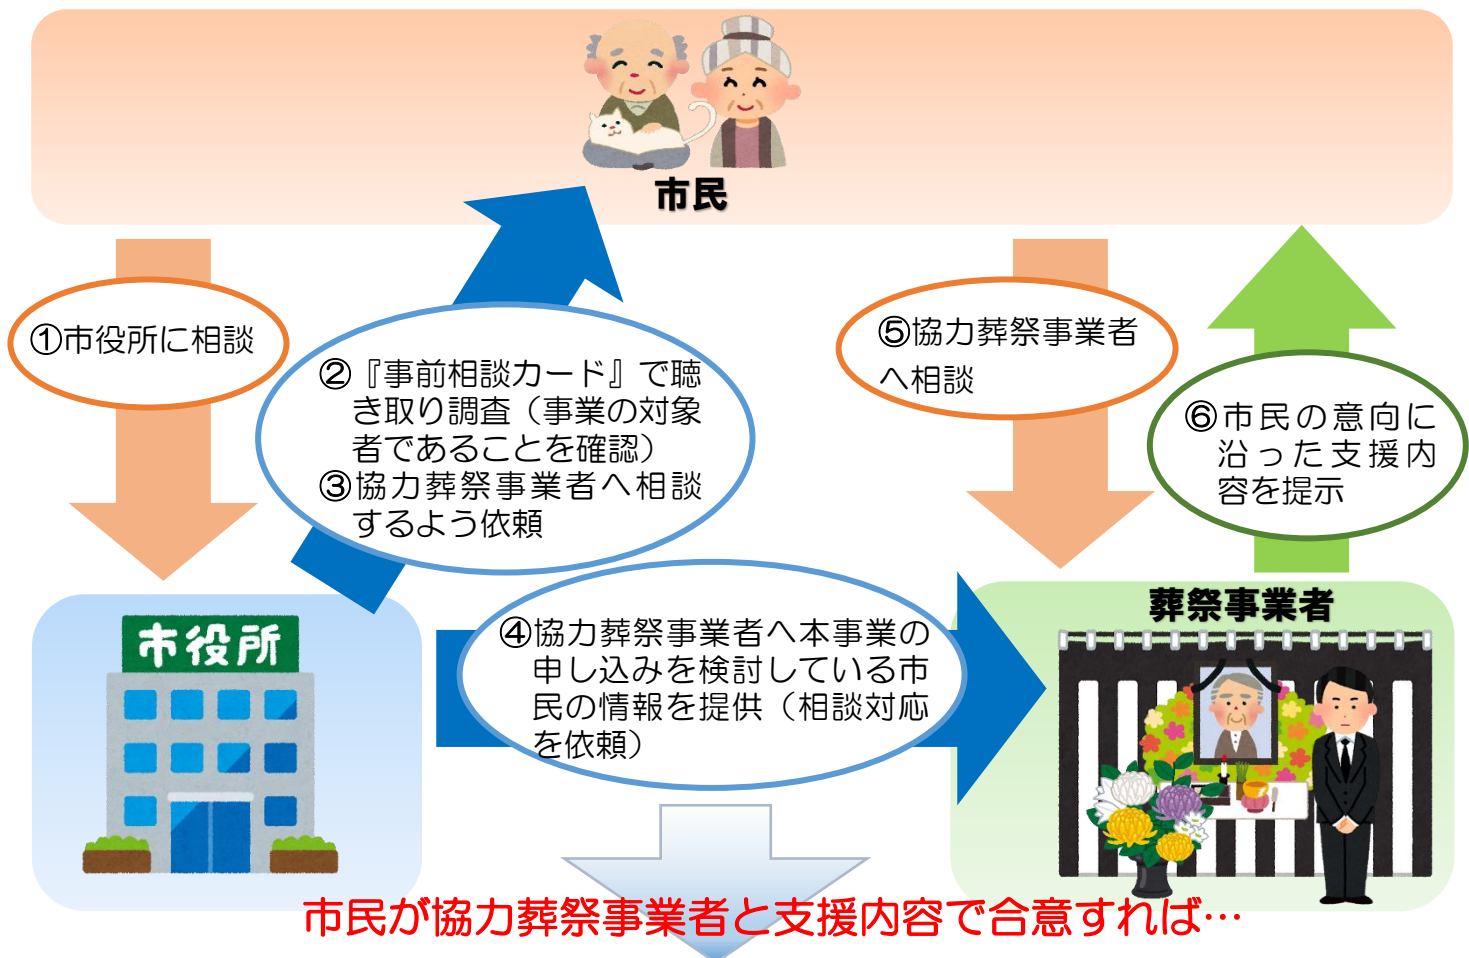 市民
①市役所に相談
②『事前相談カード』で聴
き取り調査（事業の対象
者であることを確認）
③協力葬祭事業者へ相談
するよう依頼
⑤協力葬祭事業者
へ相談
⑥市民の意向に
沿った支援内
容を提示
市役所
④協力葬祭事業者へ本事業の
申し込みを検討している市
民の情報を提供（相談対応
を依頼）
葬祭事業者
市民が協力葬祭事業者と支援内容で合意すれば…